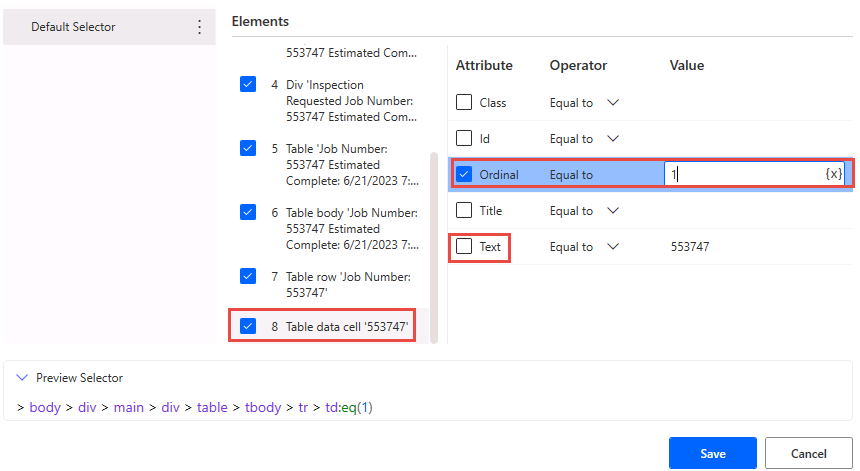 Default Selector
Elements
553747 Estimated Com...
4 Div 'Inspection
Requested Job Number:
553747 Estimated Com...
5 Table 'Job Number:
553747 Estimated
Complete: 6/21/2023 7:...
6 Table body 'Job Number:
553747 Estimated
Complete: 6/21/2023 7:...
7 Table row 'Job Number:
553747'
8 Table data cell '553747'
Attribute Operator Value
Class Equal to
Id Equal to
Ordinal Equal to 1 {x}
Title Equal to
Text Equal to 553747
Preview Selector
> body > div > main > div > table > tbody > tr > td:eq(1)
Save Cancel